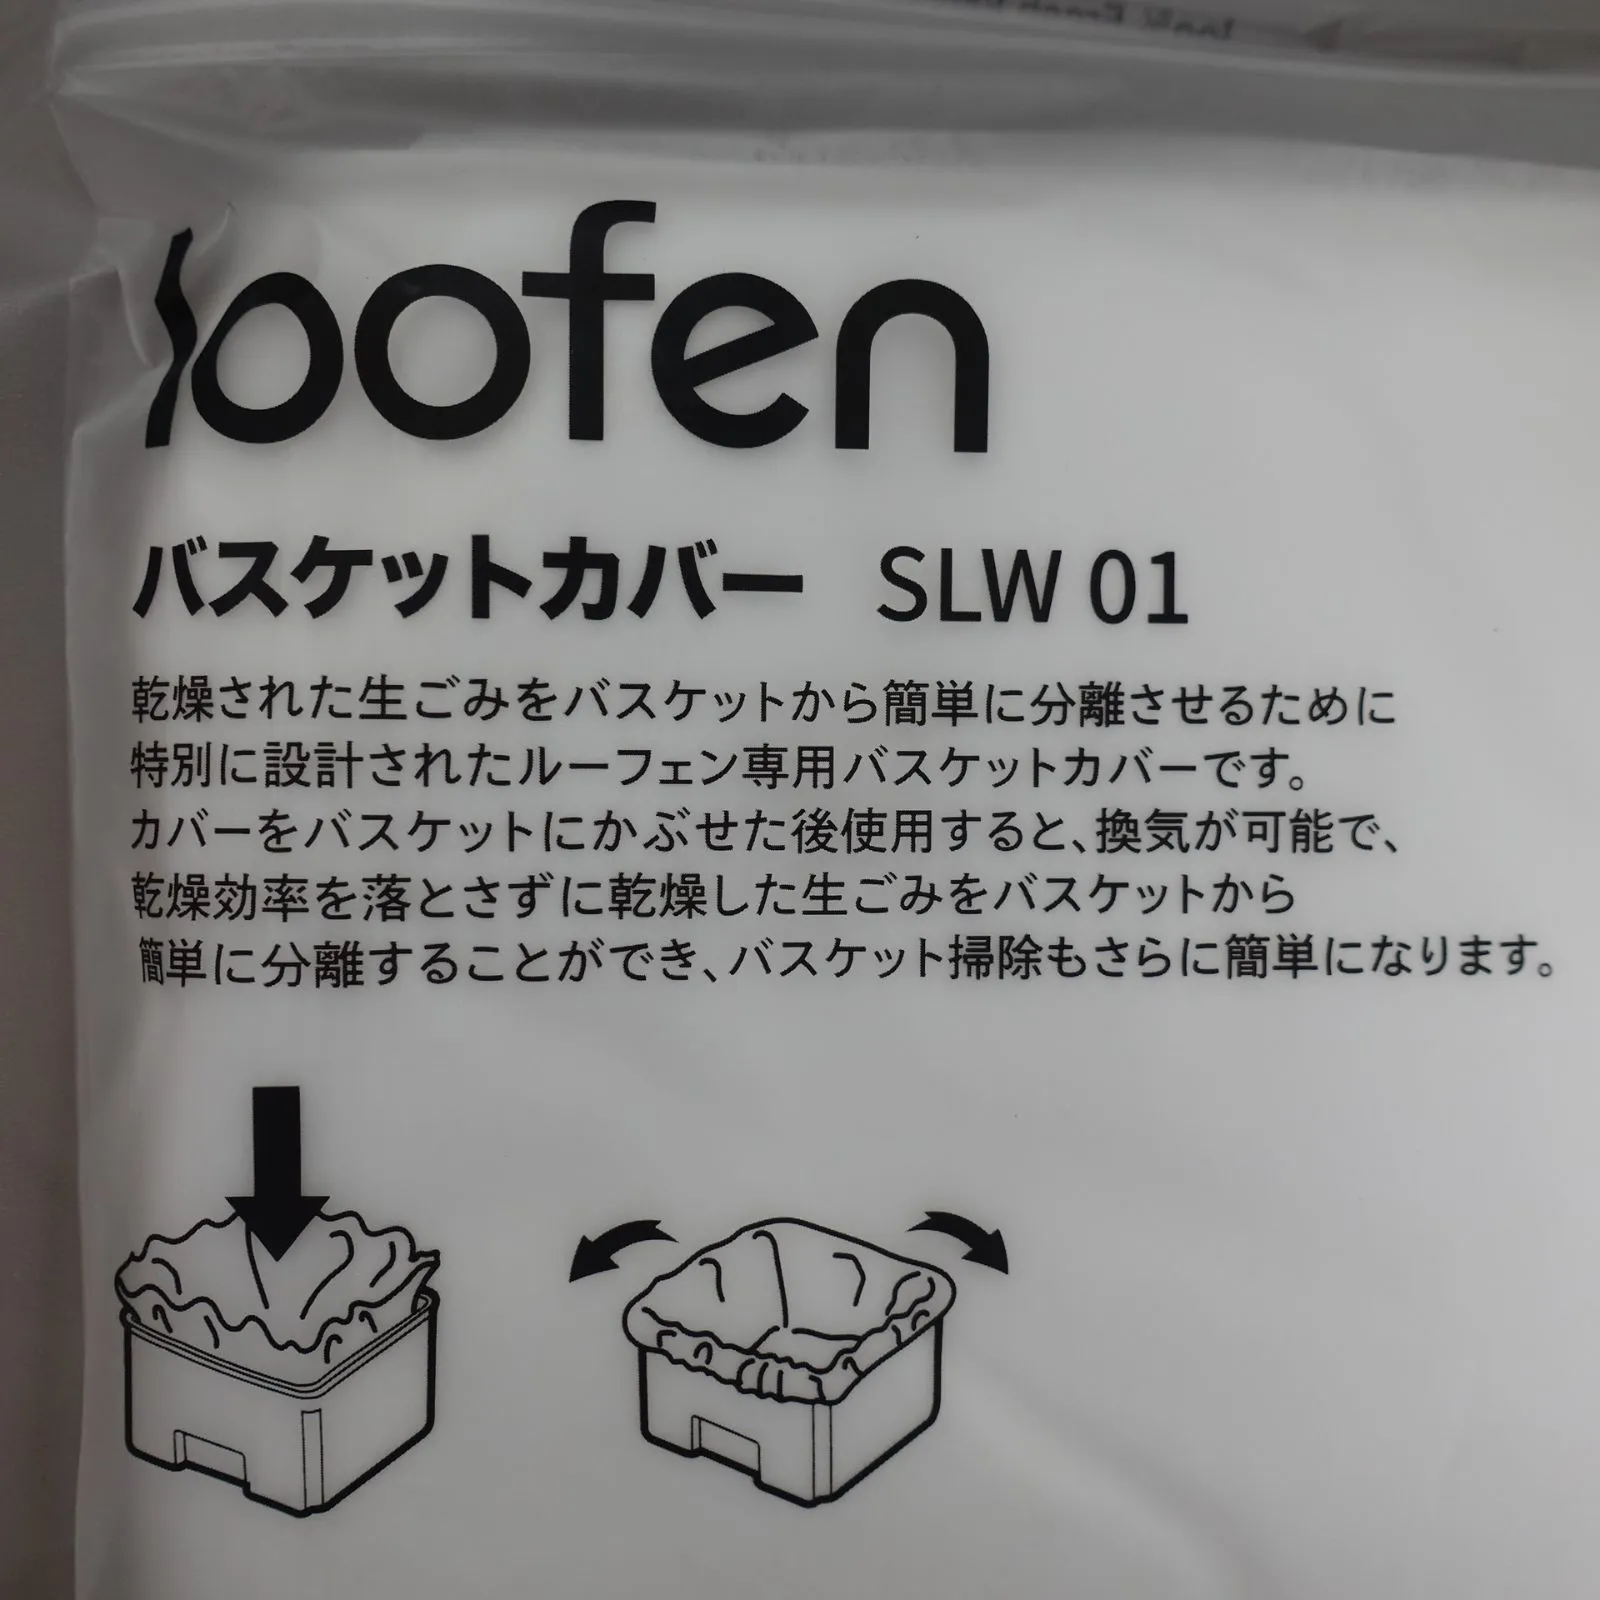 loofen
バスケットカバー SLW 01
乾燥された生ごみをバスケットから簡単に分離させるために
特別に設計されたルーフェン専用バスケットカバーです。
カバーをバスケットにかぶせた後使用すると、換気が可能で、
乾燥効率を落とさずに乾燥した生ごみをバスケットから
簡単に分離することができ、バスケット掃除もさらに簡単になります。